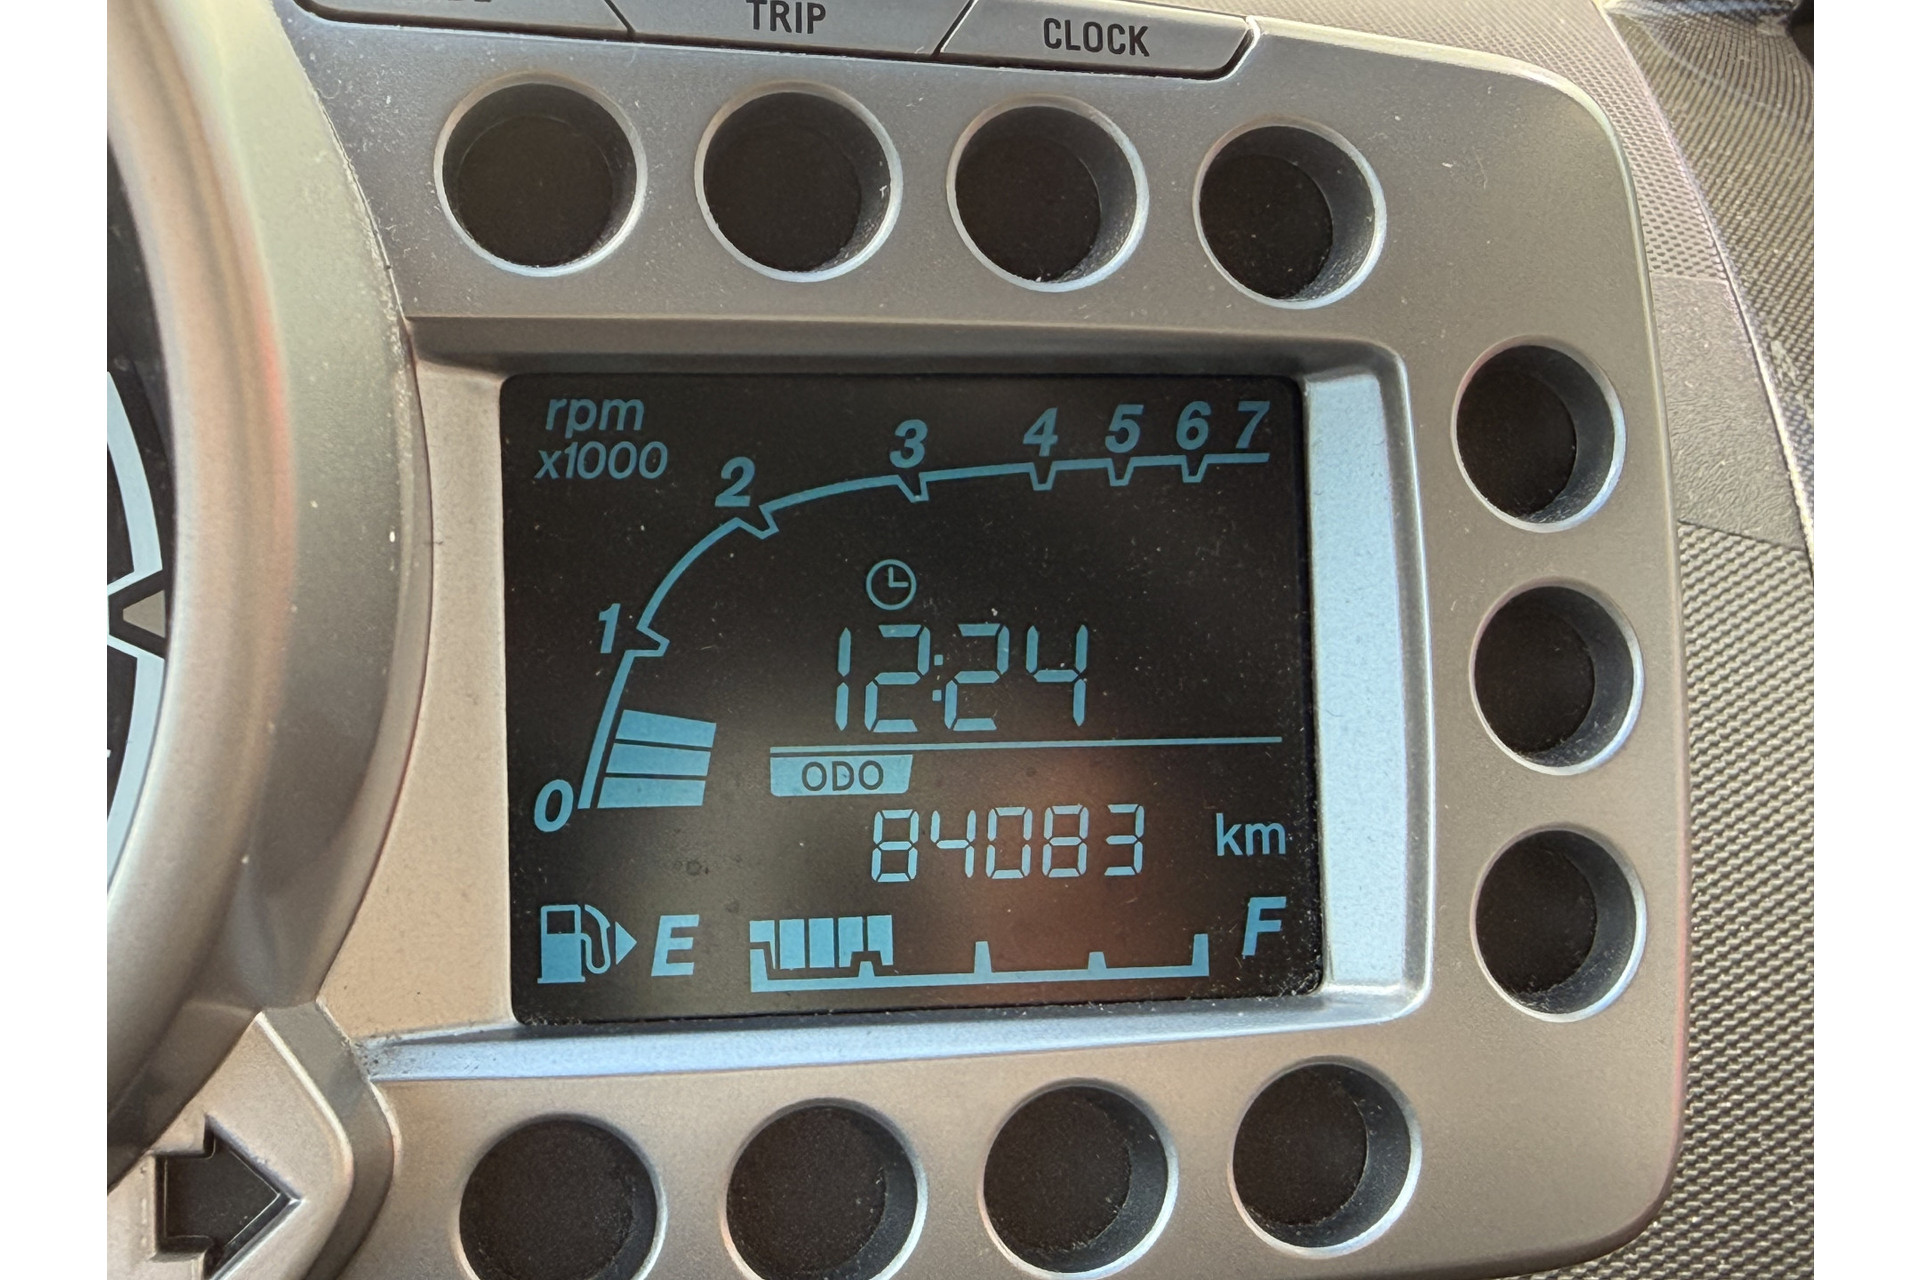 TRIP
CLOCK
rpm
x1000
0 1 2 3 4 5 6 7
12:24
ODO
84083 km
E F